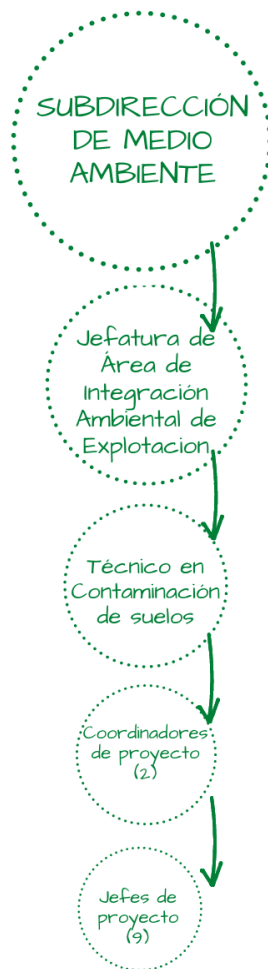 SUBDIRECCIÓN
DE MEDIO
AMBIENTE
Jefatura de
Área de
Integración
Ambiental de
Explotacion
Técnico en
Contaminación
de suelos
Coordinadores
de proyecto
(2)
Jefes de
proyecto
(9)